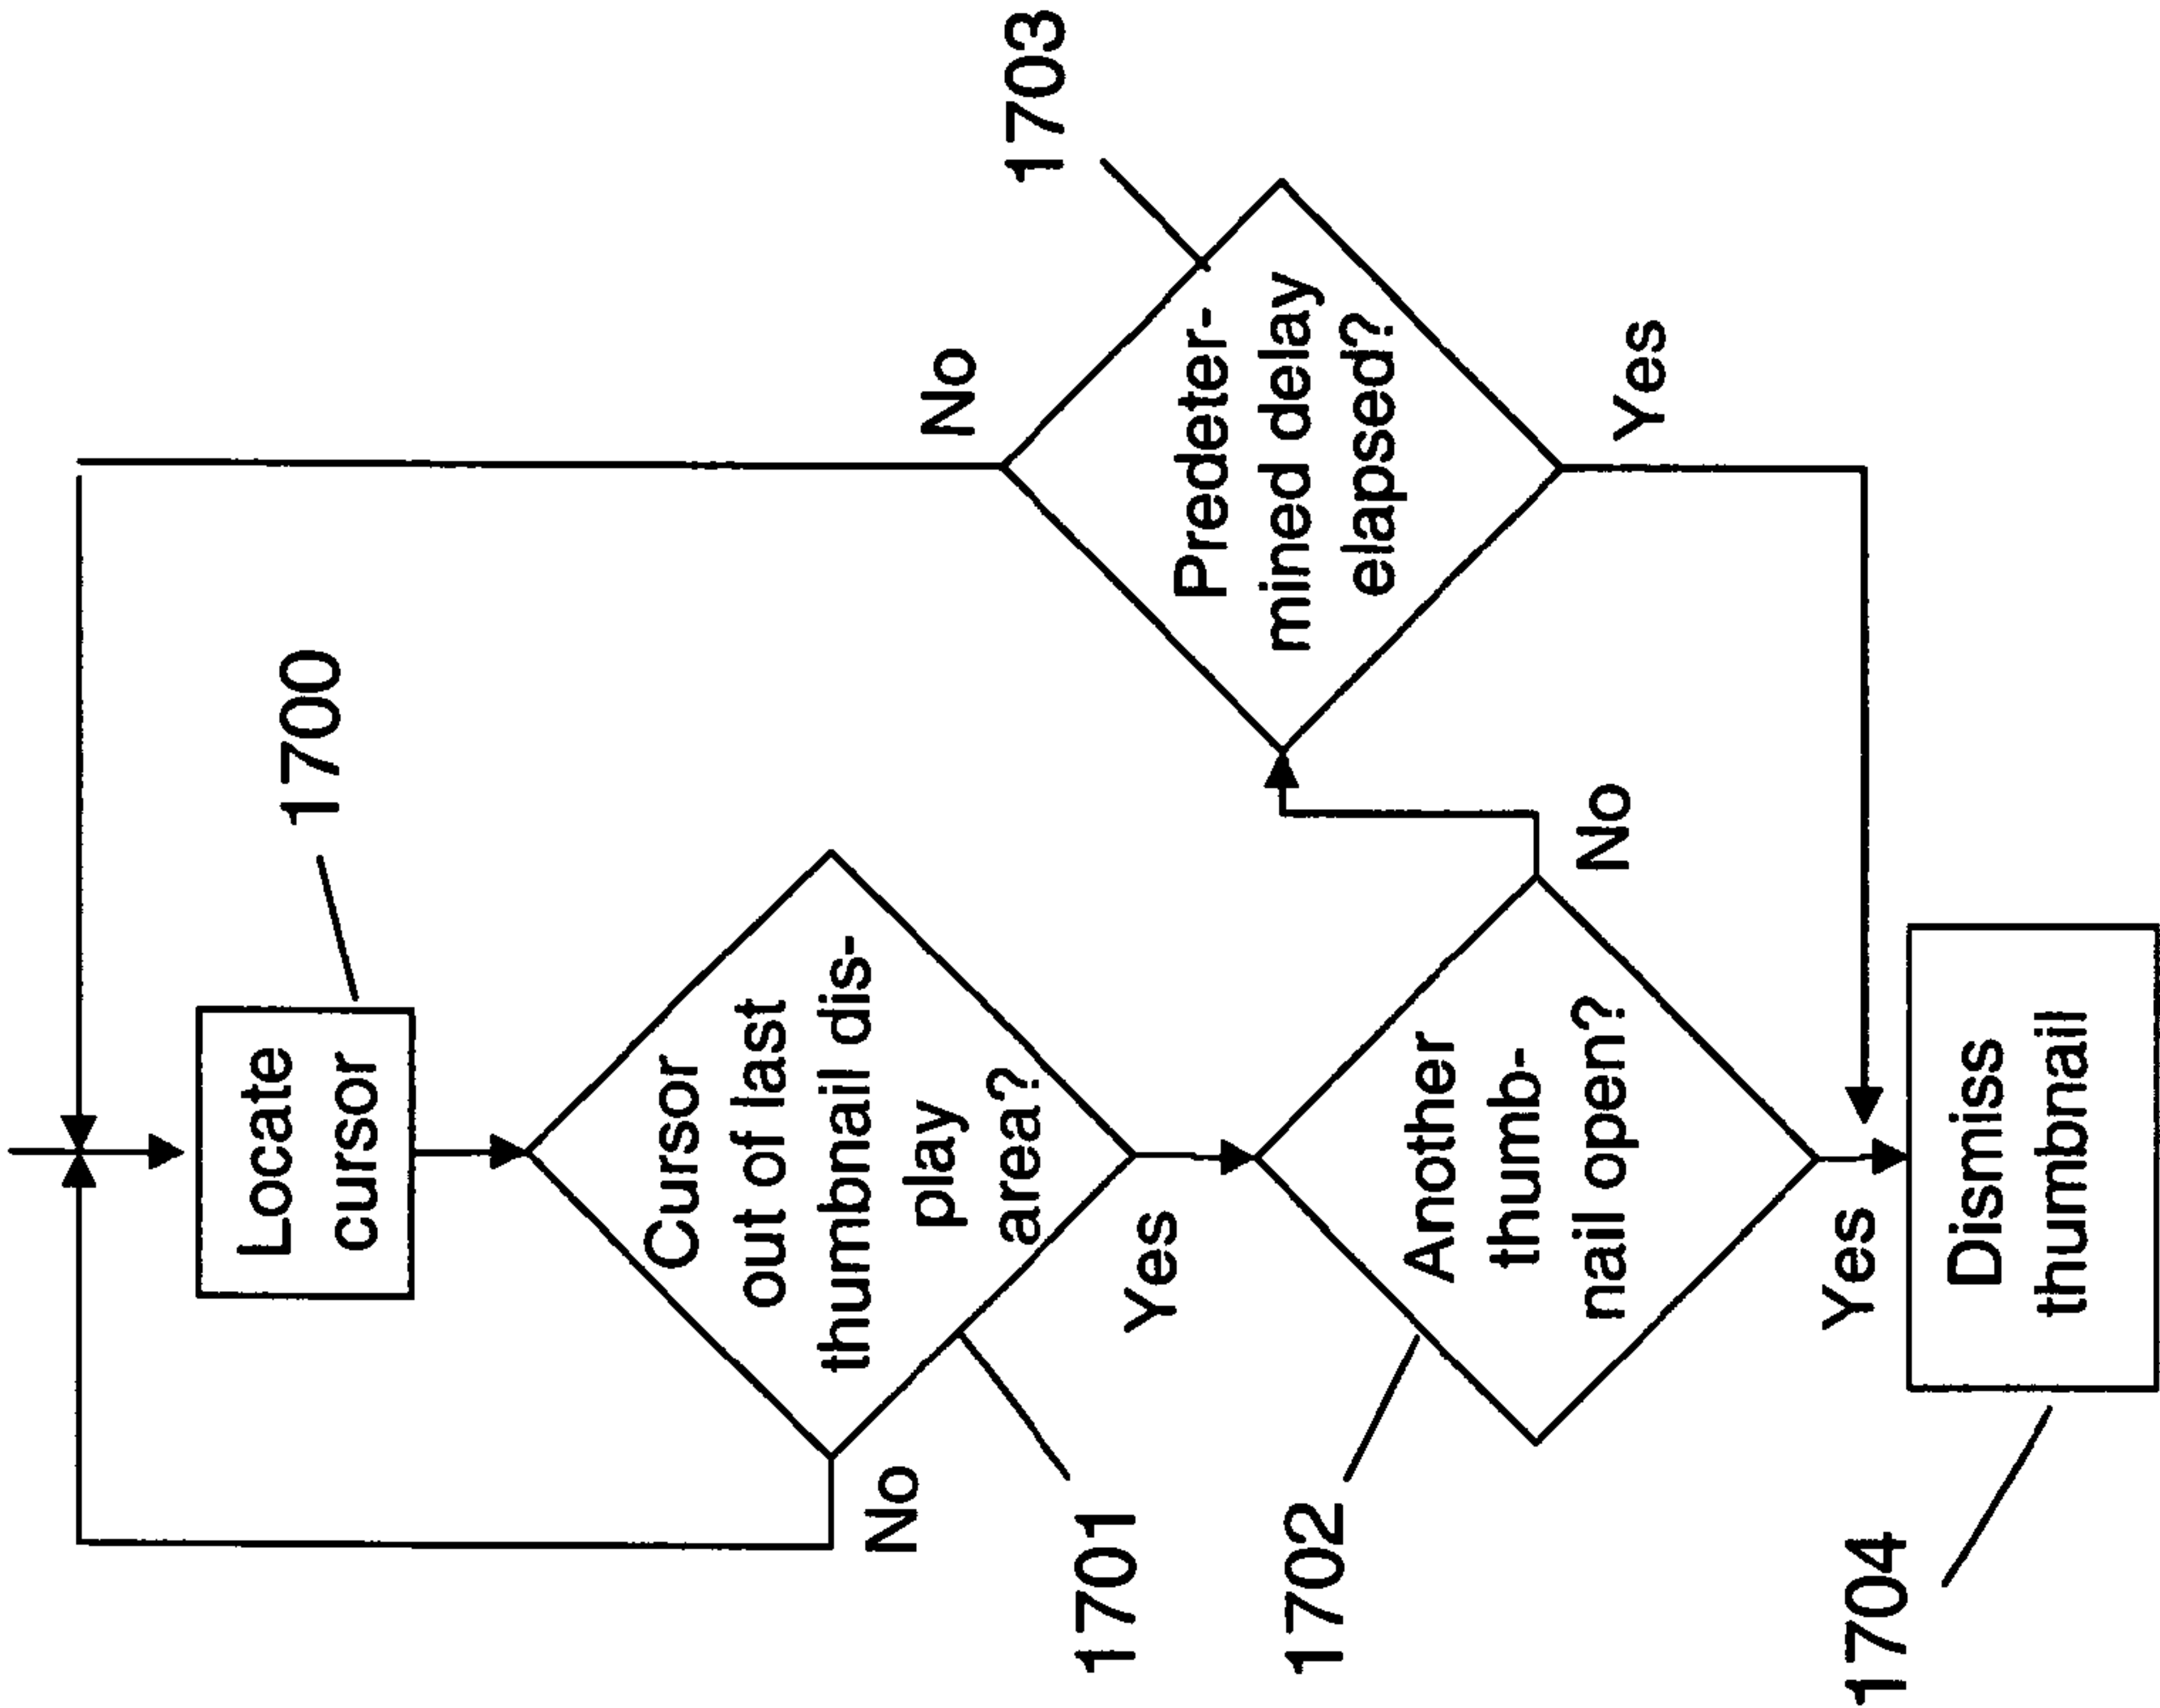 1700
Locate
cursor
Cursor
out of last
thumbnail dis-
play
area?
No
Yes
1701
Another
thumb-
nail open?
No
Yes
1702
1703
Predeter-
mined delay
elapsed?
No
Yes
Dismiss
thumbnail
1704